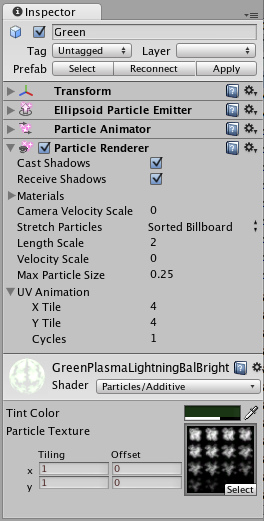 Inspector
Green
Tag Untagged Layer
Prefab Select Reconnect Apply
Transform
Ellipsoid Particle Emitter
Particle Animator
Particle Renderer
Cast Shadows
Receive Shadows
Materials
Camera Velocity Scale 0
Stretch Particles Sorted Billboard
Length Scale 2
Velocity Scale 0
Max Particle Size 0.25
UV Animation
X Tile 4
Y Tile 4
Cycles 1
GreenPlasmaLightningBalBright
Shader Particles/Additive
Tint Color
Particle Texture
Tiling Offset
x 1 0
y 1 0
Select